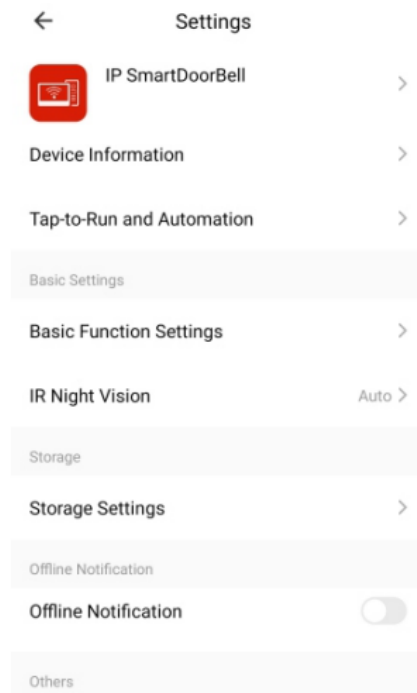 Settings
IP SmartDoorBell
Device Information
Tap-to-Run and Automation
Basic Settings
Basic Function Settings
IR Night Vision
Auto
Storage
Storage Settings
Offline Notification
Offline Notification
Others